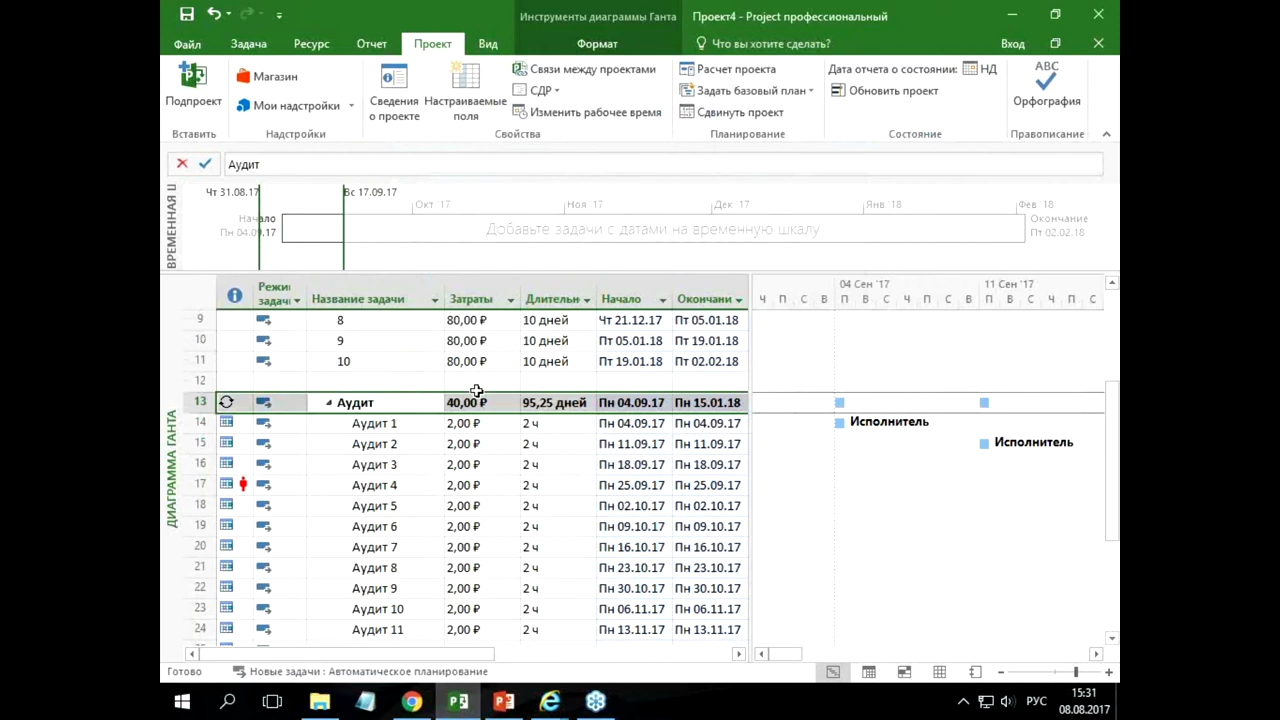 Инструменты диаграммы Ганта
Проект4 - Project профессиональный
Файл Задача Ресурс Отчет Проект Вид Формат Что вы хотите сделать? Вход
Подпроект
Вставить
Магазин
Мои надстройки
Надстройки
Сведения о проекте
Настраиваемые поля
Связи между проектами
СДР
Изменить рабочее время
Свойства
Расчет проекта
Задать базовый план
Сдвинуть проект
Планирование
Дата отчета о состоянии: НД
Обновить проект
Состояние
ABC
Орфография
Правописание
Аудит
ВРЕМЕННАЯ Ш
Чт 31.08.17 Вс 17.09.17
Окт '17 Ноя '17 Дек '17 Янв '18 Фев '18
Начало
Пн 04.09.17
Добавьте задачи с датами на временную шкалу
Окончание
Пт 02.02.18
ДИАГРАММА ГАНТА
Режи задачи Название задачи Затраты Длительн Начало Окончани
04 Сен '17 11 Сен '17
Ч П С В П В С Ч П С В П В С Ч П С
9 8 80,00 ₽ 10 дней Чт 21.12.17 Пт 05.01.18
10 9 80,00 ₽ 10 дней Пт 05.01.18 Пт 19.01.18
11 10 80,00 ₽ 10 дней Пт 19.01.18 Пт 02.02.18
12
13 Аудит 40,00 ₽ 95,25 дней Пн 04.09.17 Пн 15.01.18
14 Аудит 1 2,00 ₽ 2 ч Пн 04.09.17 Пн 04.09.17 Исполнитель
15 Аудит 2 2,00 ₽ 2 ч Пн 11.09.17 Пн 11.09.17 Исполнитель
16 Аудит 3 2,00 ₽ 2 ч Пн 18.09.17 Пн 18.09.17
17 Аудит 4 2,00 ₽ 2 ч Пн 25.09.17 Пн 25.09.17
18 Аудит 5 2,00 ₽ 2 ч Пн 02.10.17 Пн 02.10.17
19 Аудит 6 2,00 ₽ 2 ч Пн 09.10.17 Пн 09.10.17
20 Аудит 7 2,00 ₽ 2 ч Пн 16.10.17 Пн 16.10.17
21 Аудит 8 2,00 ₽ 2 ч Пн 23.10.17 Пн 23.10.17
22 Аудит 9 2,00 ₽ 2 ч Пн 30.10.17 Пн 30.10.17
23 Аудит 10 2,00 ₽ 2 ч Пн 06.11.17 Пн 06.11.17
24 Аудит 11 2,00 ₽ 2 ч Пн 13.11.17 Пн 13.11.17
Готово Новые задачи : Автоматическое планирование
РУС
15:31
08.08.2017